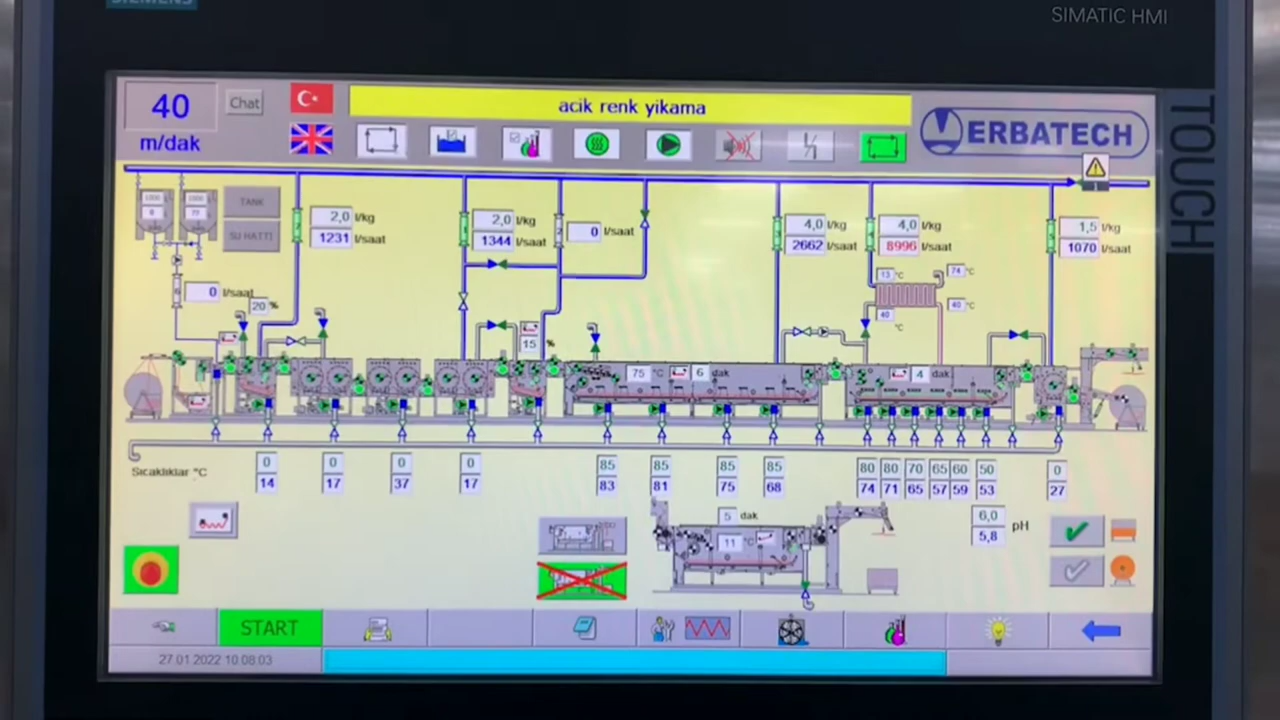 SIEMENS
SIMATIC HMI
TOUCH
40
m/dak
Chat
acik renk yikama
ERBATECH
1
TANK
SU HATTI
2,0 l/kg
1231 l/saat
2,0 l/kg
1344 l/saat
0 l/saat
4,0 l/kg
2662 l/saat
4,0 l/kg
8996 l/saat
1,5 l/kg
1070 l/saat
0 l/saat
20 %
15 %
13 °C
74 °C
40 °C
40 °C
75 °C
6 dak
4 dak
Sıcaklıklar °C
0 0 0 0 85 85 85 85 80 80 70 65 60 50 0
14 17 37 17 83 81 75 68 74 71 65 57 59 53 27
5 dak
11 °C
6,0
5,8
pH
START
27.01.2022 10:08:03